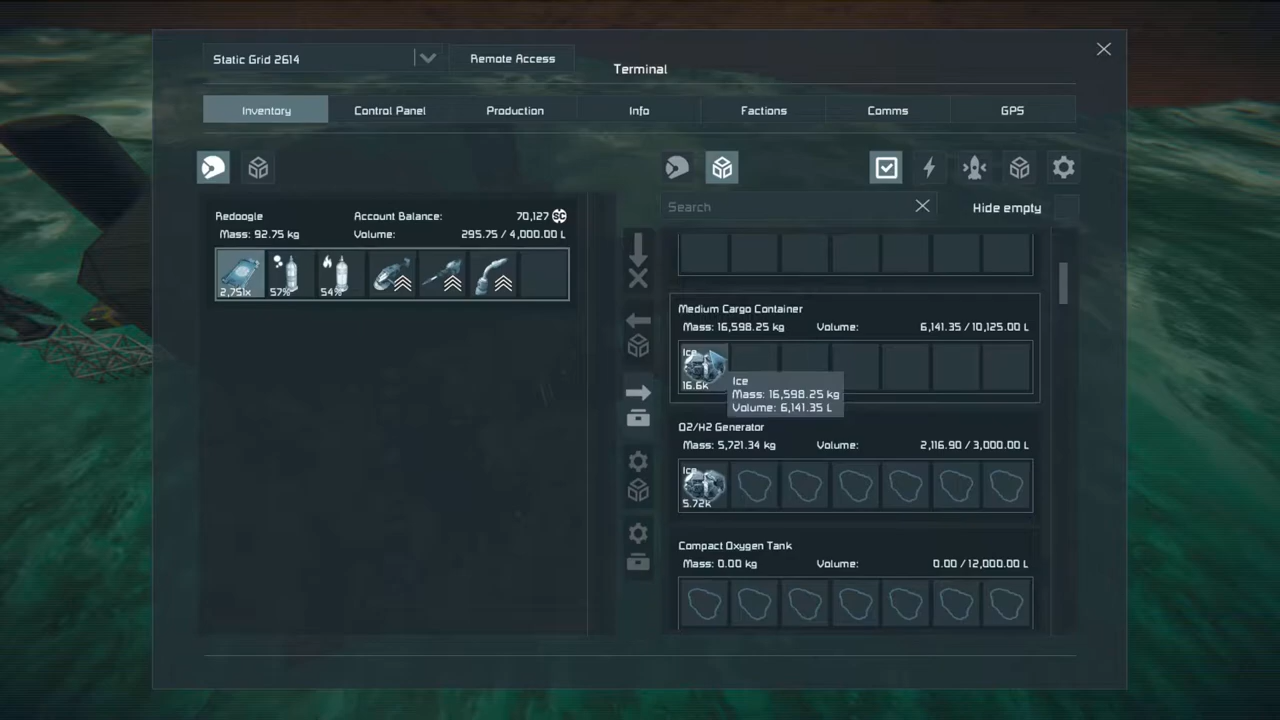 Static Grid 2614
Remote Access
Terminal
Inventory
Control Panel
Production
Info
Factions
Comms
GPS
Redoogle
Account Balance:
70,127 SC
Mass: 92.75 kg
Volume:
295.75 / 4,000.00 L
2,751x
57%
54%
Search
Hide empty
Medium Cargo Container
Mass: 16,598.25 kg
Volume:
6,141.35 / 10,125.00 L
Ice
16.6k
Ice
Mass: 16,598.25 kg
Volume: 6,141.35 L
O2/H2 Generator
Mass: 5,721.34 kg
Volume:
2,116.90 / 3,000.00 L
Ice
5.72k
Compact Oxygen Tank
Mass: 0.00 kg
Volume:
0.00 / 12,000.00 L